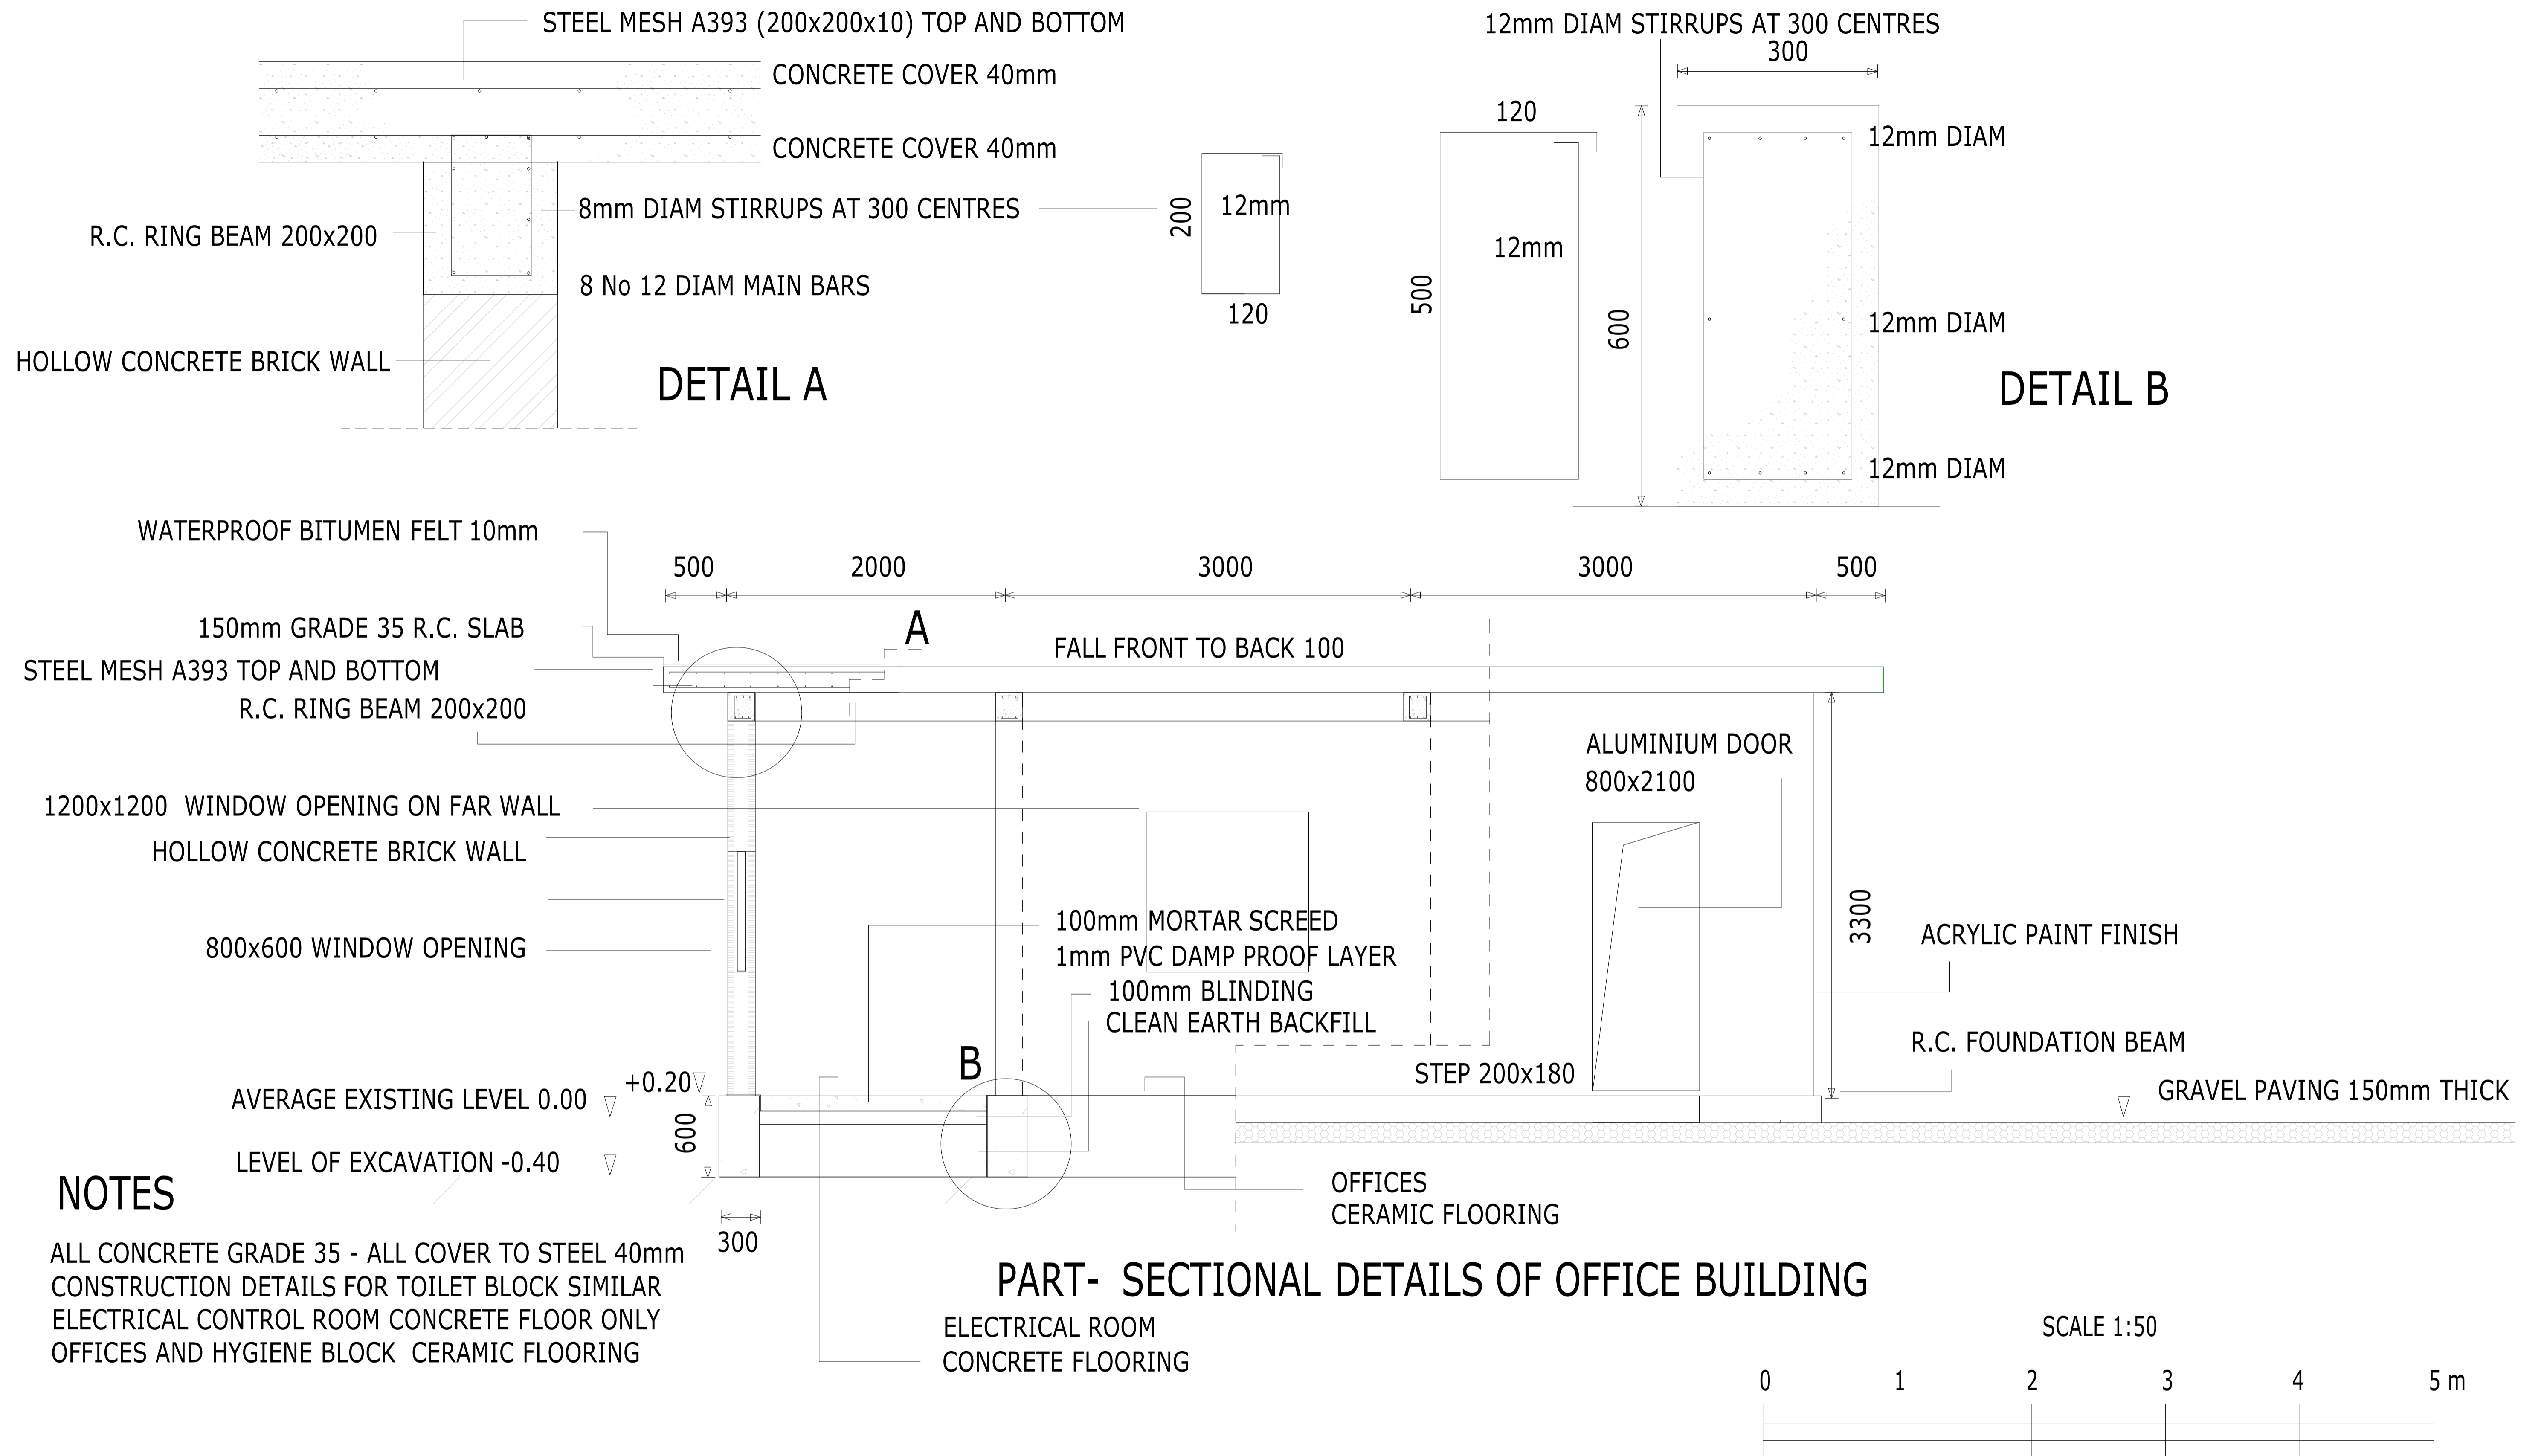 STEEL MESH A393 (200x200x10) TOP AND BOTTOM
CONCRETE COVER 40mm
CONCRETE COVER 40mm
8mm DIAM STIRRUPS AT 300 CENTRES
R.C. RING BEAM 200x200
8 No 12 DIAM MAIN BARS
HOLLOW CONCRETE BRICK WALL
DETAIL A
200
12mm
120
12mm DIAM STIRRUPS AT 300 CENTRES
300
120
12mm
500
600
12mm DIAM
12mm DIAM
12mm DIAM
DETAIL B
WATERPROOF BITUMEN FELT 10mm
500
2000
3000
3000
500
150mm GRADE 35 R.C. SLAB
A
FALL FRONT TO BACK 100
STEEL MESH A393 TOP AND BOTTOM
R.C. RING BEAM 200x200
ALUMINIUM DOOR
800x2100
1200x1200 WINDOW OPENING ON FAR WALL
HOLLOW CONCRETE BRICK WALL
800x600 WINDOW OPENING
100mm MORTAR SCREED
1mm PVC DAMP PROOF LAYER
100mm BLINDING
CLEAN EARTH BACKFILL
3300
ACRYLIC PAINT FINISH
R.C. FOUNDATION BEAM
B
STEP 200x180
GRAVEL PAVING 150mm THICK
+0.20
AVERAGE EXISTING LEVEL 0.00
600
LEVEL OF EXCAVATION -0.40
300
OFFICES
CERAMIC FLOORING
NOTES
ALL CONCRETE GRADE 35 - ALL COVER TO STEEL 40mm
CONSTRUCTION DETAILS FOR TOILET BLOCK SIMILAR
ELECTRICAL CONTROL ROOM CONCRETE FLOOR ONLY
OFFICES AND HYGIENE BLOCK CERAMIC FLOORING
PART- SECTIONAL DETAILS OF OFFICE BUILDING
ELECTRICAL ROOM
CONCRETE FLOORING
SCALE 1:50
0 1 2 3 4 5 m